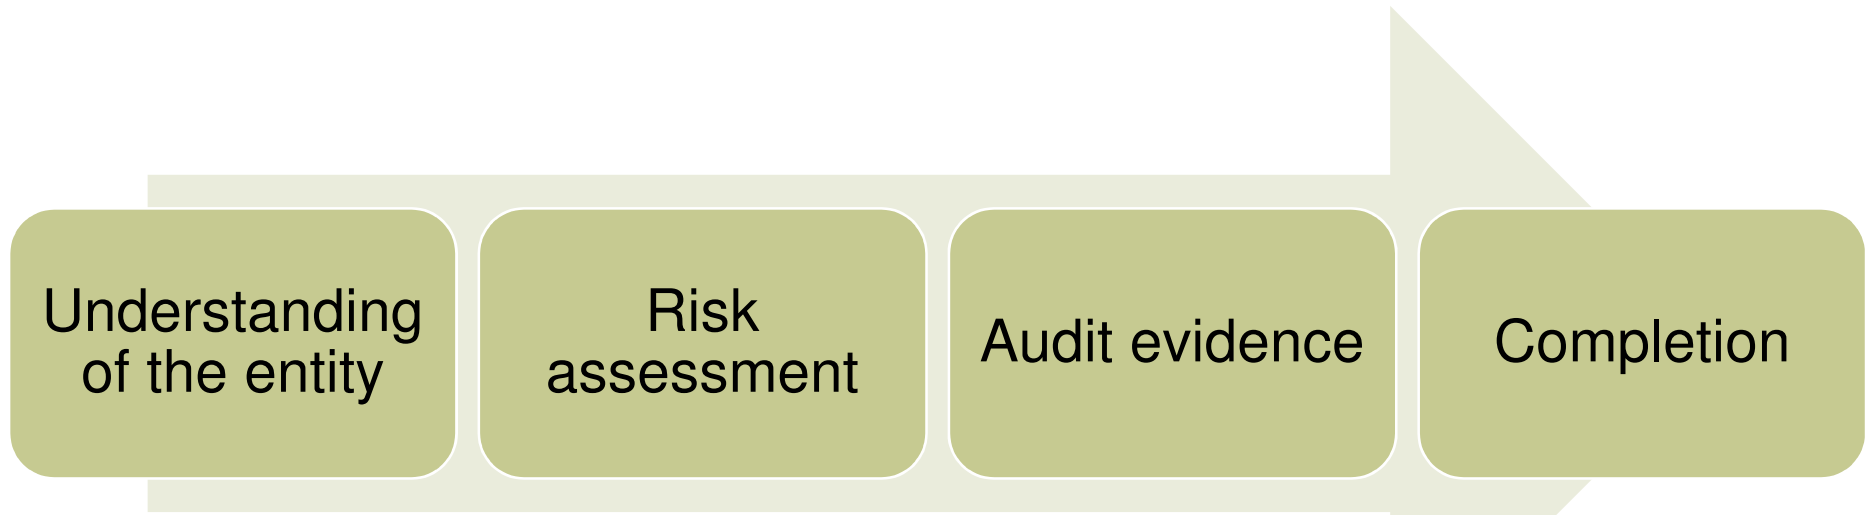 Understanding
of the entity
Risk
assessment
Audit evidence
Completion